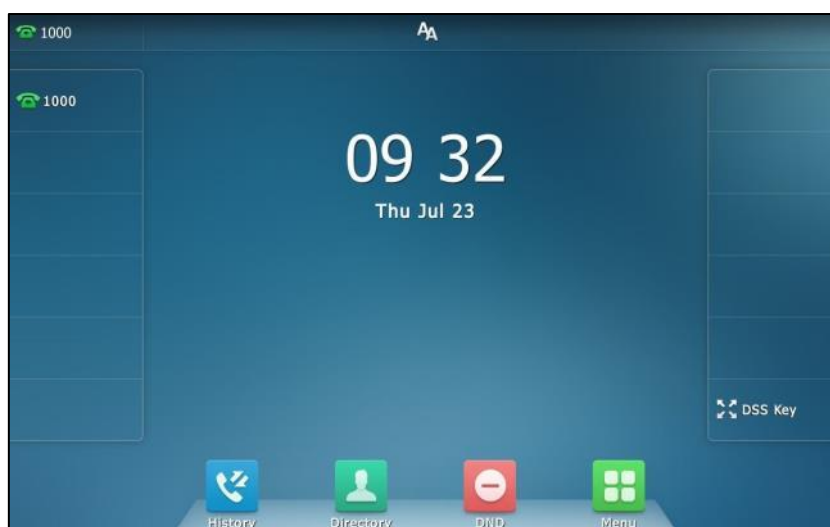 1000
AA
1000
09 32
Thu Jul 23
DSS Key
History
Directory
DND
Menu